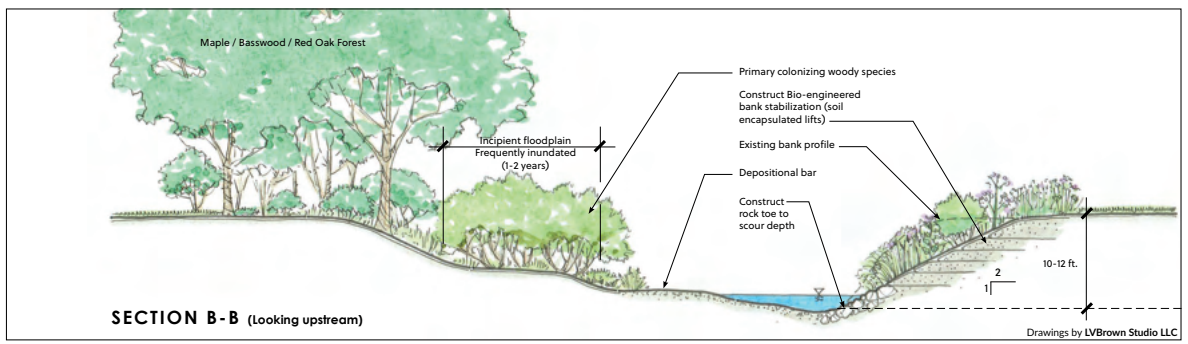 Maple / Basswood / Red Oak Forest
Incipient floodplain
Frequently inundated
(1-2 years)
Primary colonizing woody species
Construct Bio-engineered
bank stabilization (soil
encapsulated lifts)
Existing bank profile
Depositional bar
Construct
rock toe to
scour depth
2
1
10-12 ft.
SECTION B-B (Looking upstream)
Drawings by LVBrown Studio LLC